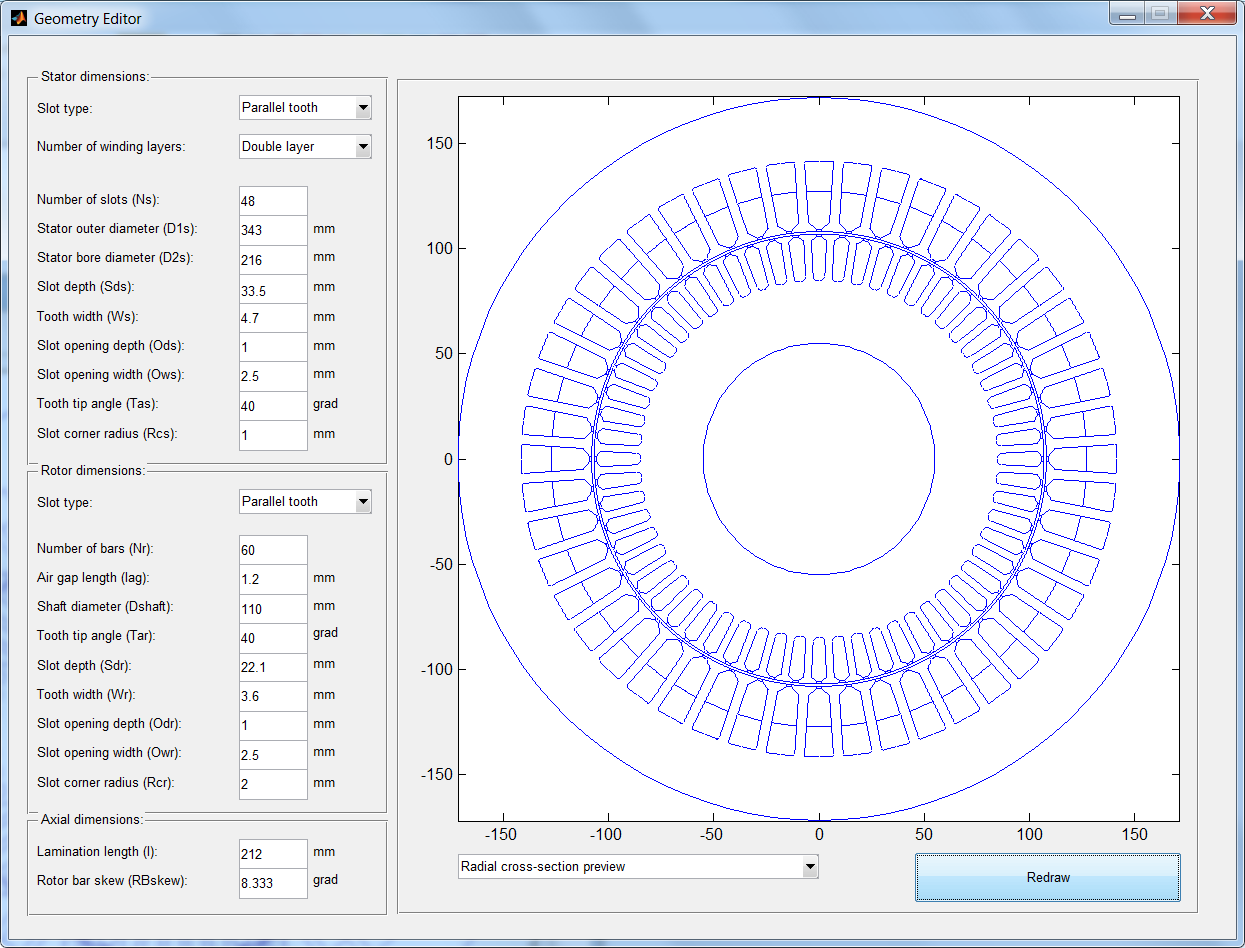 Geometry Editor
Stator dimensions:
Slot type: Parallel tooth
Number of winding layers: Double layer
Number of slots (Ns): 48
Stator outer diameter (D1s): 343 mm
Stator bore diameter (D2s): 216 mm
Slot depth (Sds): 33.5 mm
Tooth width (Ws): 4.7 mm
Slot opening depth (Ods): 1 mm
Slot opening width (Ows): 2.5 mm
Tooth tip angle (Tas): 40 grad
Slot corner radius (Rcs): 1 mm
Rotor dimensions:
Slot type: Parallel tooth
Number of bars (Nr): 60
Air gap length (lag): 1.2 mm
Shaft diameter (Dshaft): 110 mm
Tooth tip angle (Tar): 40 grad
Slot depth (Sdr): 22.1 mm
Tooth width (Wr): 3.6 mm
Slot opening depth (Odr): 1 mm
Slot opening width (Owr): 2.5 mm
Slot corner radius (Rcr): 2 mm
Axial dimensions:
Lamination length (l): 212 mm
Rotor bar skew (RBskew): 8.333 grad
150
100
50
0
-50
-100
-150
-150 -100 -50 0 50 100 150
Radial cross-section preview
Redraw